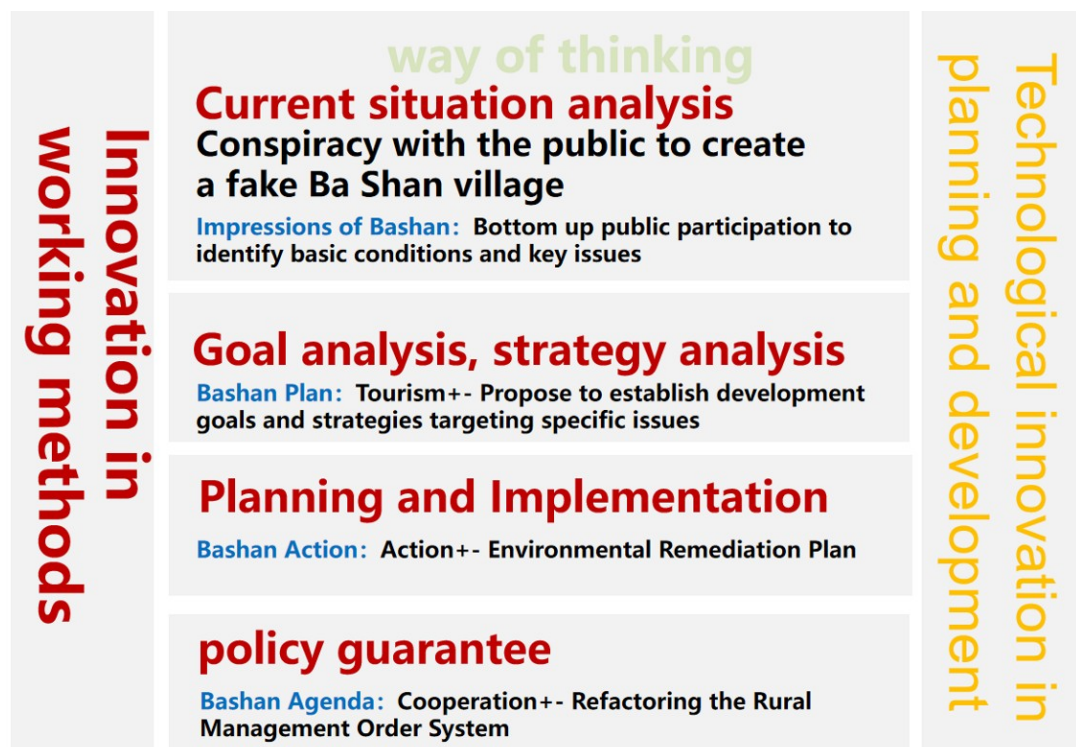 Innovation in
working methods
way of thinking
Current situation analysis
Conspiracy with the public to create
a fake Ba Shan village
Impressions of Bashan: Bottom up public participation to
identify basic conditions and key issues
Goal analysis, strategy analysis
Bashan Plan: Tourism+- Propose to establish development
goals and strategies targeting specific issues
Planning and Implementation
Bashan Action: Action+- Environmental Remediation Plan
policy guarantee
Bashan Agenda: Cooperation+- Refactoring the Rural
Management Order System
Technological innovation in
planning and development